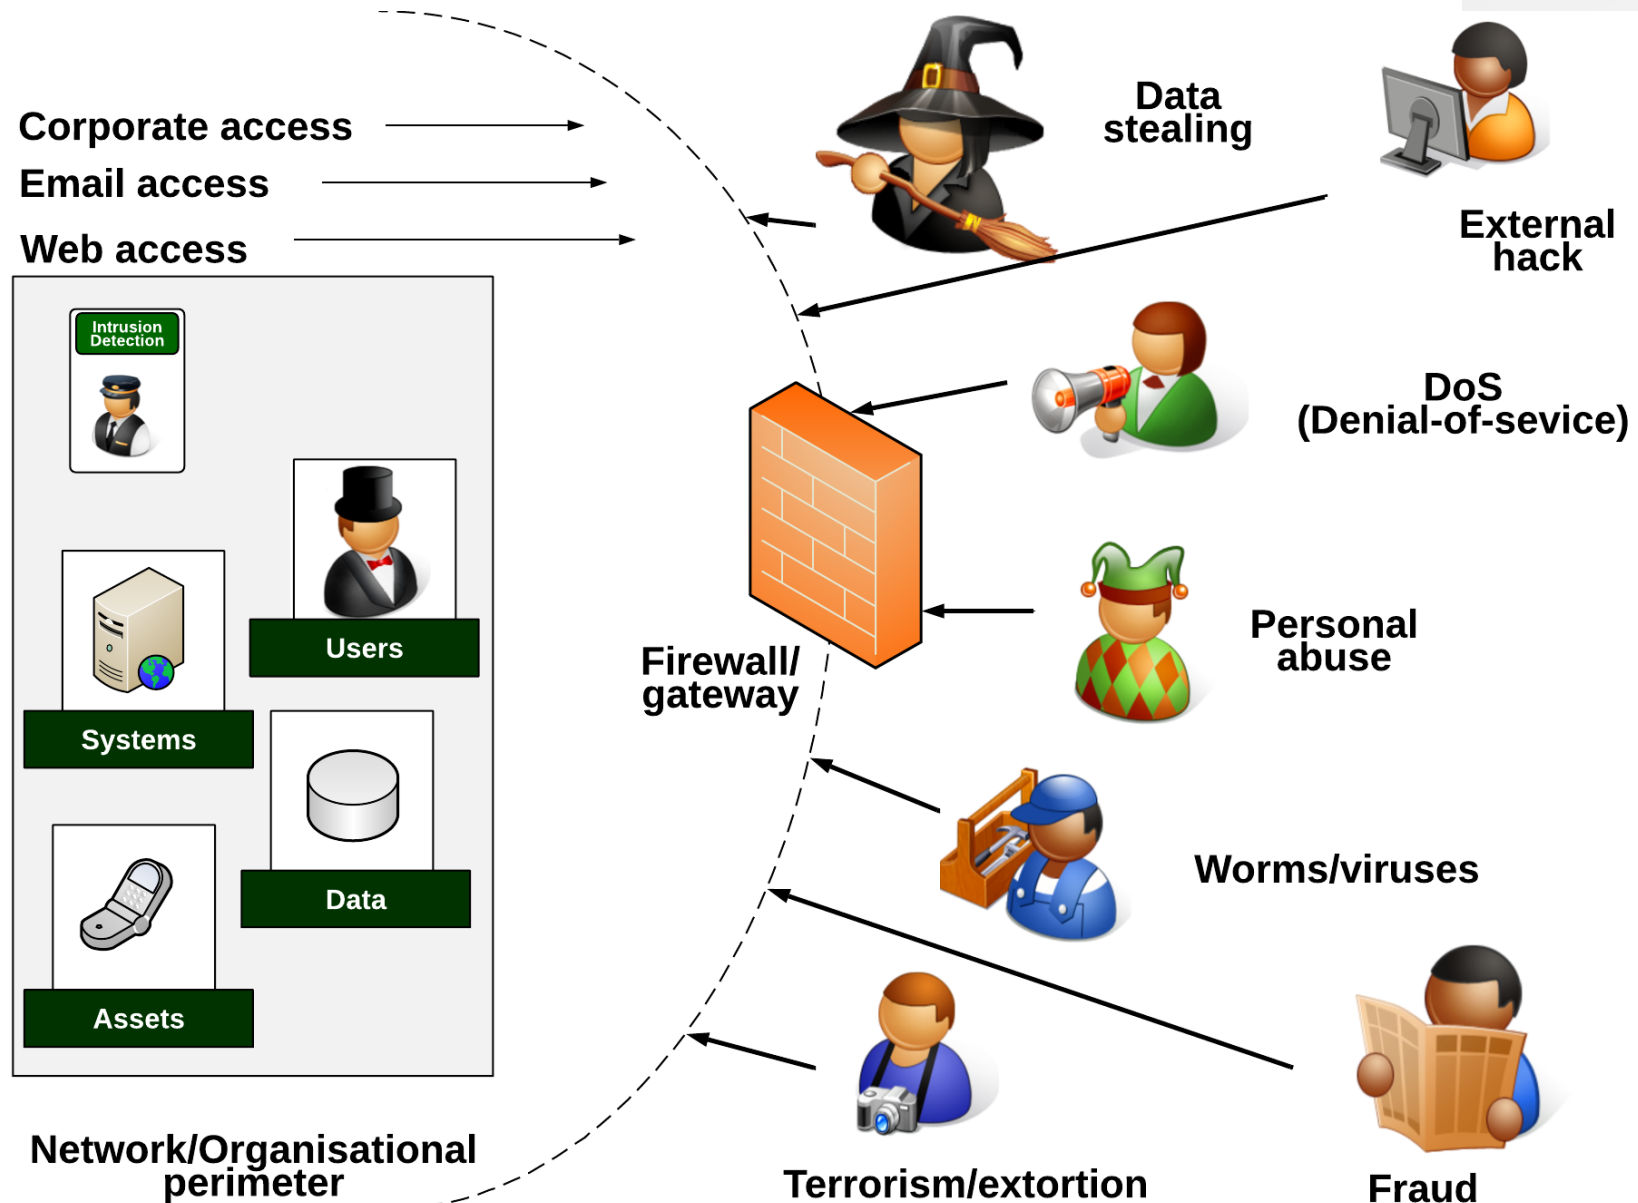 Corporate access
Email access
Web access
Intrusion
Detection
Users
Systems
Data
Assets
Network/Organisational
perimeter
Firewall/
gateway
Data
stealing
External
hack
DoS
(Denial-of-sevice)
Personal
abuse
Worms/viruses
Terrorism/extortion
Fraud